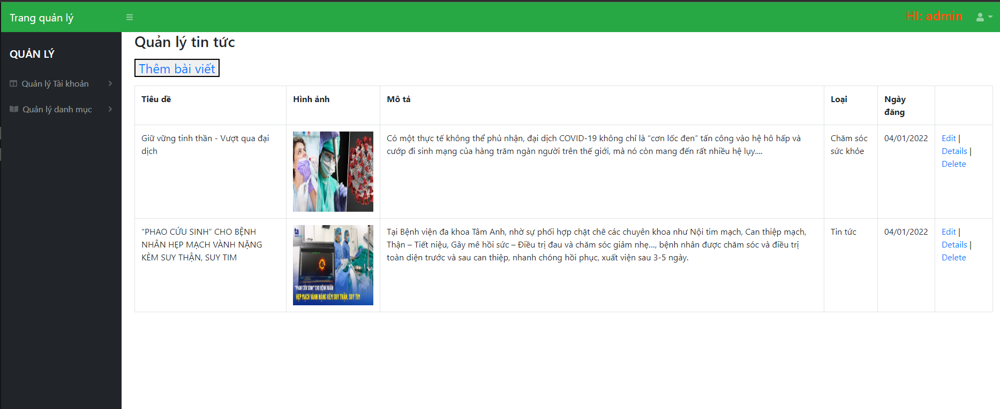 Trang quản lý
HI: admin
QUẢN LÝ
Quản lý Tài khoản
Quản lý danh mục
Quản lý tin tức
Thêm bài viết
Tiêu dề
Hình ảnh
Mô tả
Loại
Ngày
đăng
Giữ vững tinh thần - Vượt qua đại
dịch
Có một thực tế không thể phủ nhận, đại dịch COVID-19 không chỉ là “cơn lốc đen” tấn công vào hệ hô hấp và
cướp đi sinh mạng của hàng trăm ngàn người trên thế giới, mà nó còn mang đến rất nhiều hệ lụy....
Chăm sóc
sức khỏe
04/01/2022
Edit |
Details |
Delete
“PHAO CỨU SINH” CHO BỆNH
NHÂN HẸP MẠCH VÀNH NẶNG
KÈM SUY THẬN, SUY TIM
ta
“PHAO CỨU SINH” CHO BỆNH NHÂN
HẸP MẠCH VÀNH NẶNG KÈM SUY THẬN, SUY TIM
Tại Bệnh viện đa khoa Tâm Anh, nhờ sự phối hợp chặt chẽ các chuyên khoa như Nội tim mạch, Can thiệp mạch,
Thận – Tiết niệu, Gây mê hồi sức – Điều trị đau và chăm sóc giảm nhẹ…, bệnh nhân được chăm sóc và điều trị
toàn diện trước và sau can thiệp, nhanh chóng hồi phục, xuất viện sau 3-5 ngày.
Tin tức
04/01/2022
Edit |
Details |
Delete